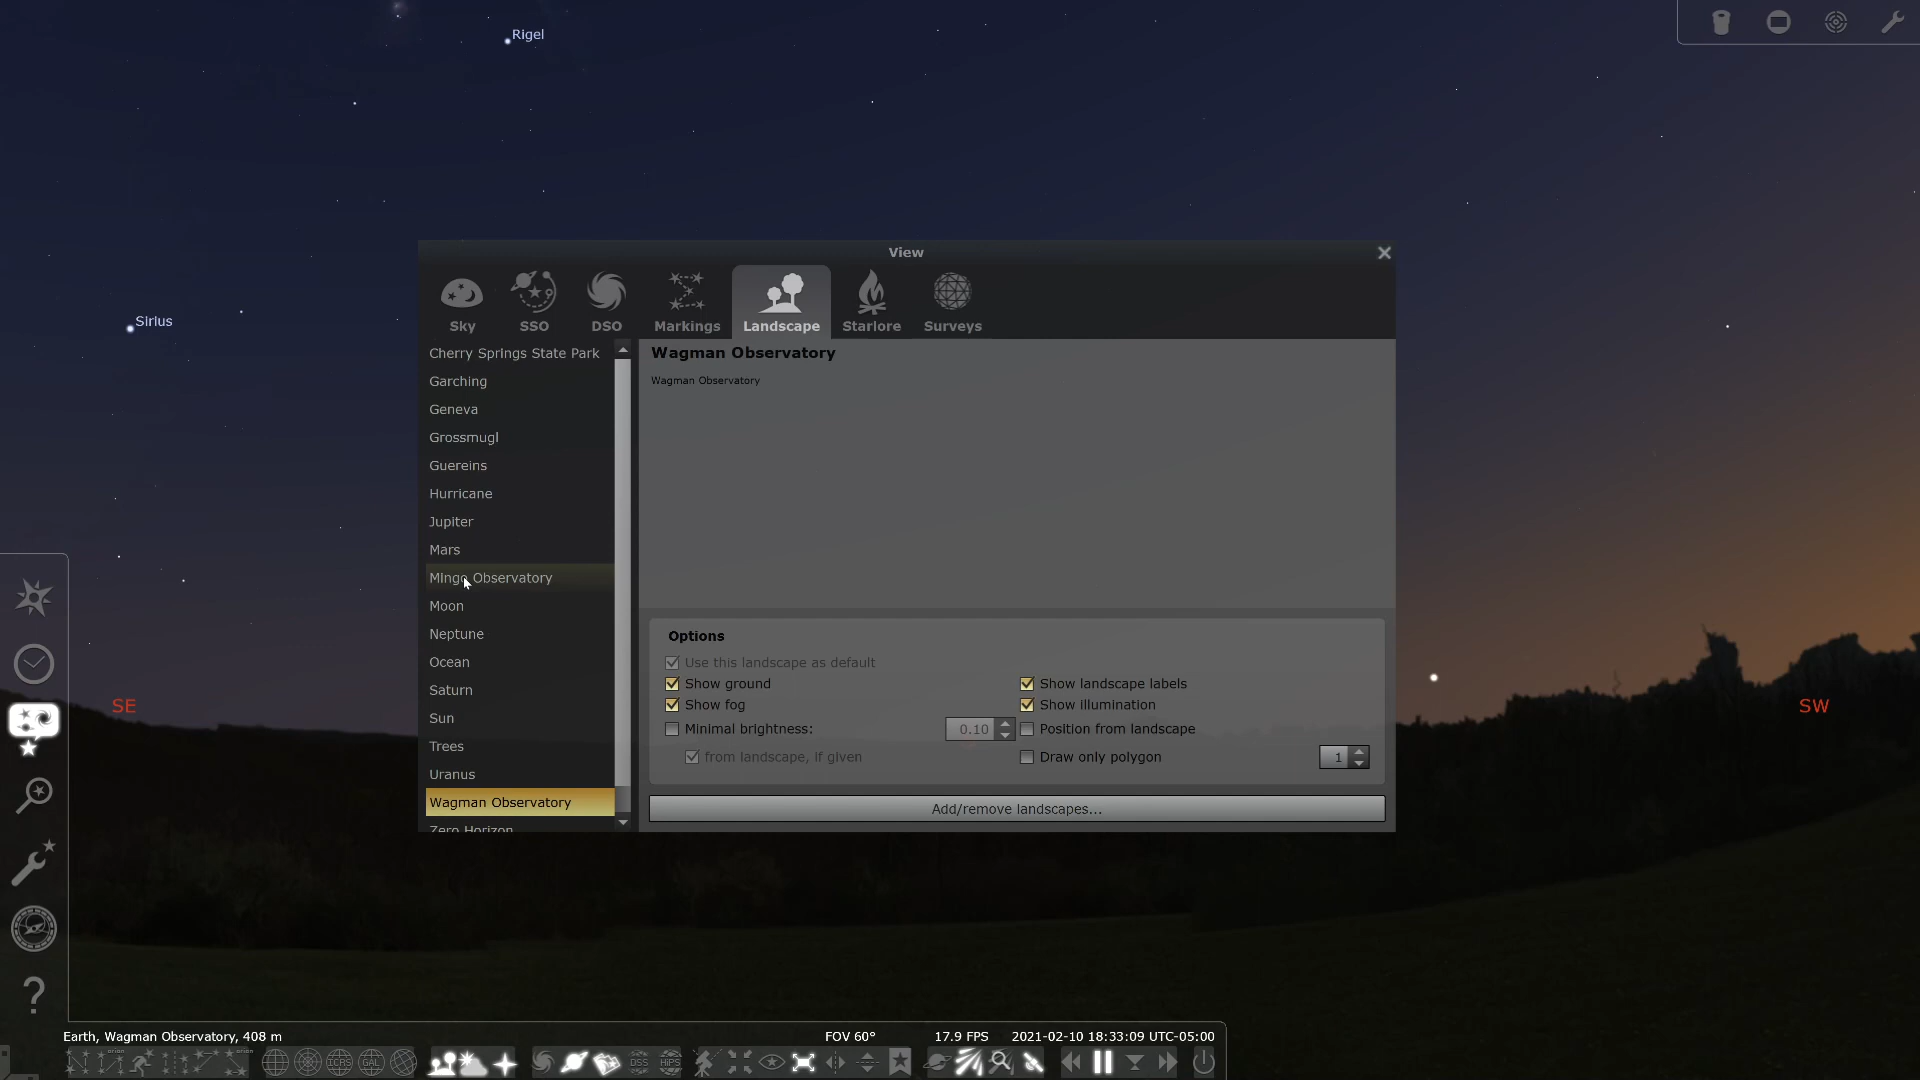 Rigel
Sirius
View
Sky
SSO
DSO
Markings
Landscape
Starlore
Surveys
Cherry Springs State Park
Garching
Geneva
Grossmugl
Guereins
Hurricane
Jupiter
Mars
Mingo Observatory
Moon
Neptune
Ocean
Saturn
Sun
Trees
Uranus
Wagman Observatory
Zero Horizon
Wagman Observatory
Wagman Observatory
Options
Use this landscape as default
Show ground
Show landscape labels
Show fog
Show illumination
Minimal brightness: 0.10
Position from landscape
from landscape, if given
Draw only polygon 1
Add/remove landscapes...
SE
SW
Earth, Wagman Observatory, 408 m
FOV 60°
17.9 FPS
2021-02-10 18:33:09 UTC-05:00
ICRS
GAL
DSS
HiPS